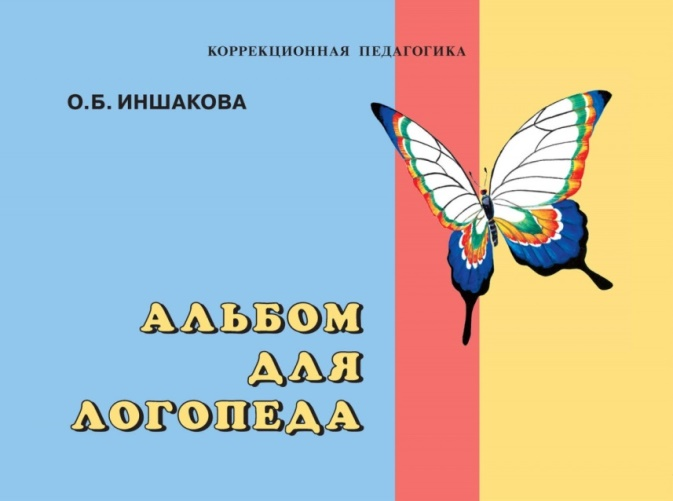 КОРРЕКЦИОННАЯ ПЕДАГОГИКА
О.Б. ИНШАКОВА
АЛЬБОМ
ДЛЯ
ЛОГОПЕДА